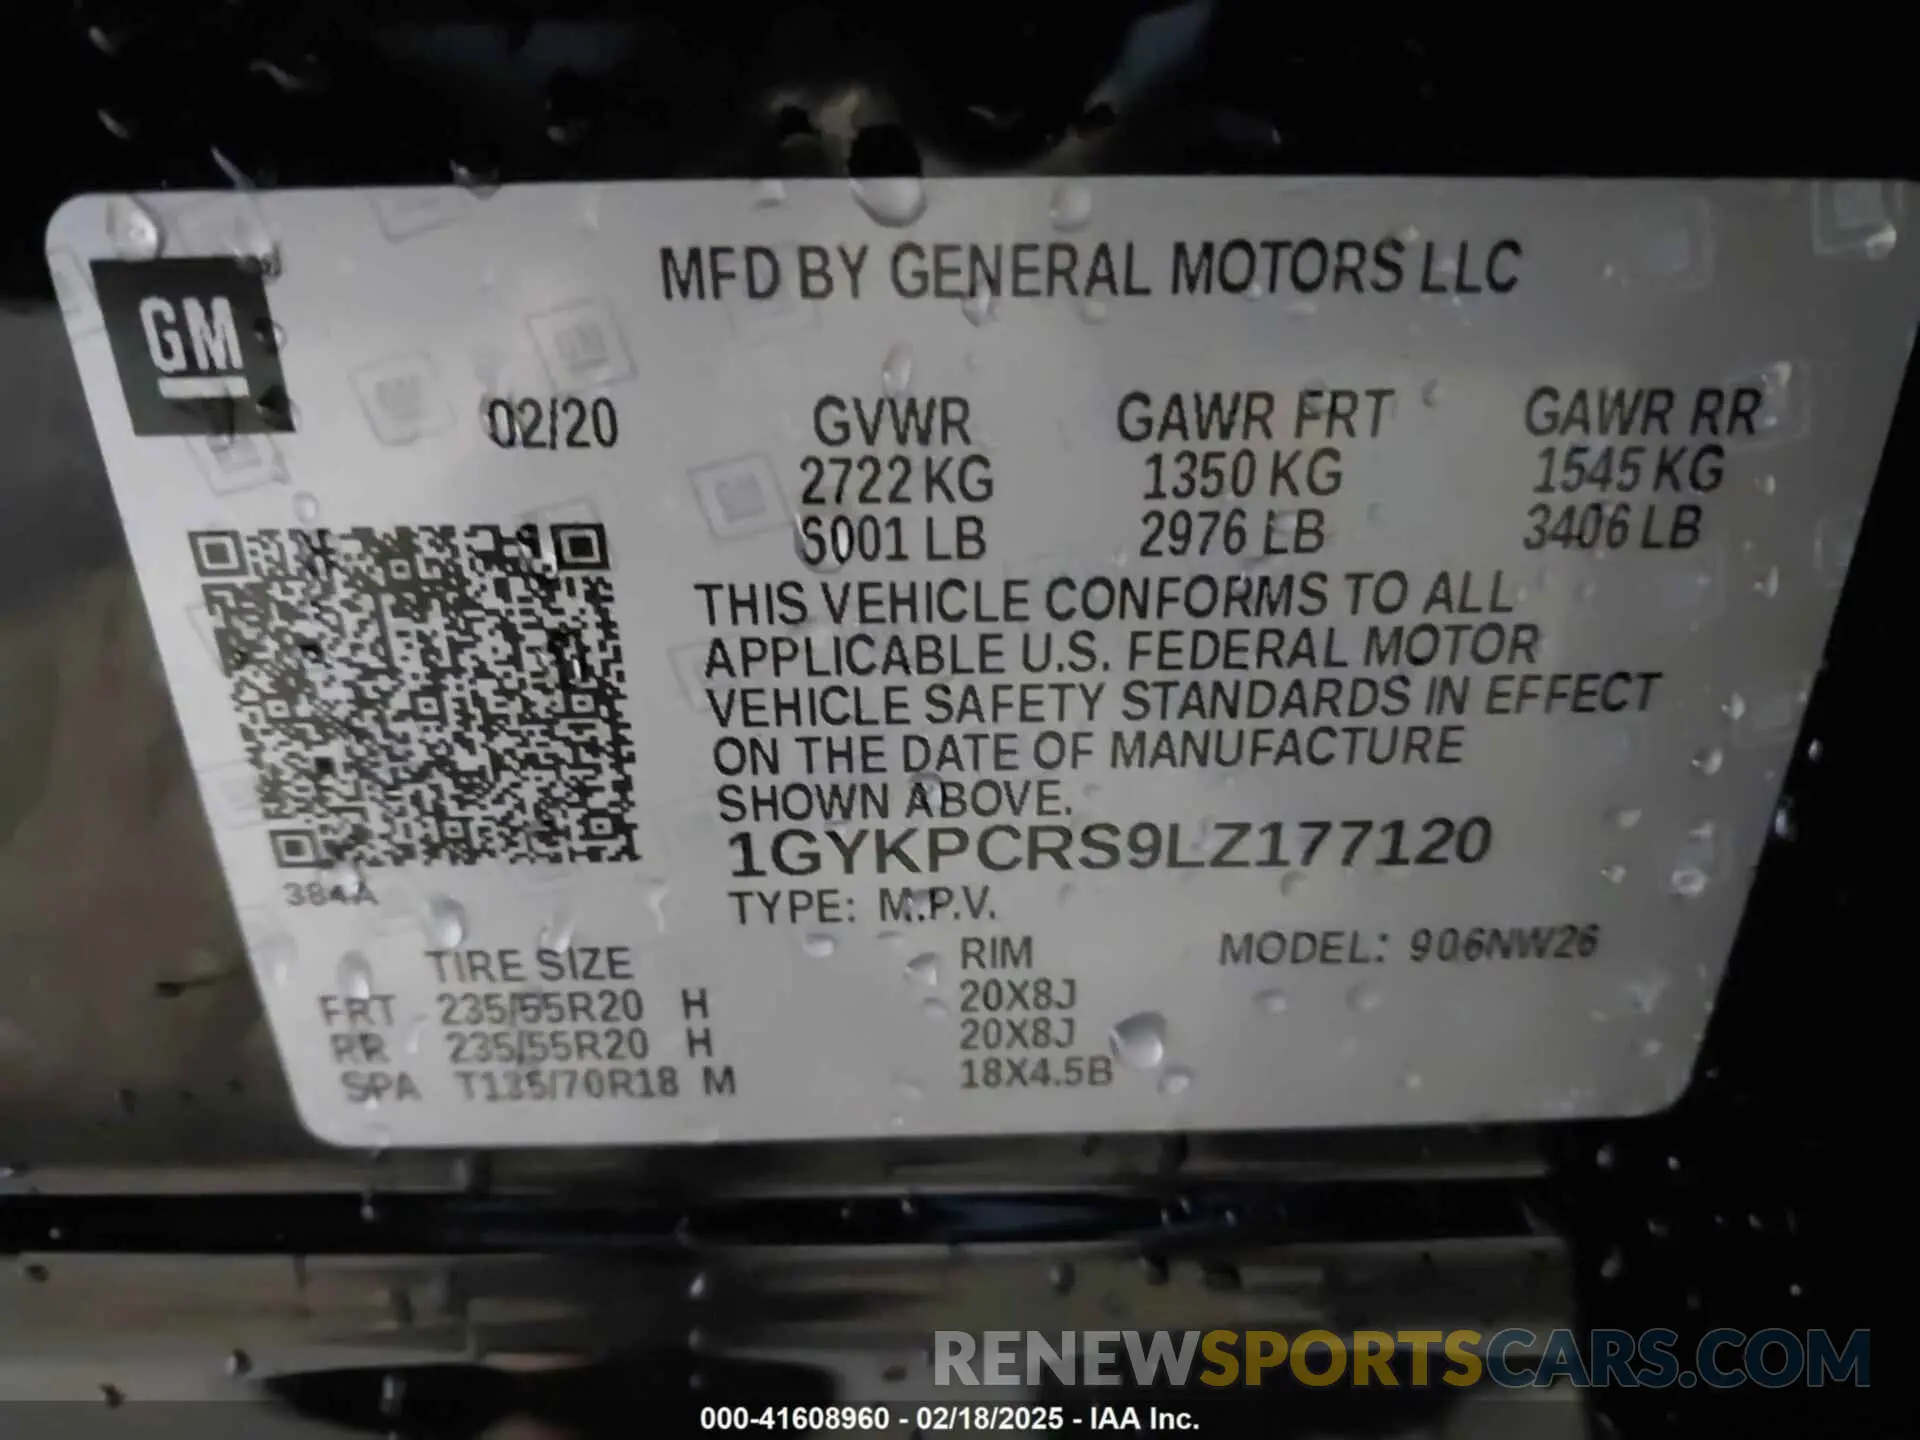 MFD BY GENERAL MOTORS LLC
GM
02/20 GVWR GAWR FRT GAWR RR
2722 KG 1350 KG 1545 KG
6001 LB 2976 LB 3406 LB
THIS VEHICLE CONFORMS TO ALL
APPLICABLE U.S. FEDERAL MOTOR
VEHICLE SAFETY STANDARDS IN EFFECT
ON THE DATE OF MANUFACTURE
SHOWN ABOVE.
1GYKPCRS9LZ177120
384A
TYPE: M.P.V.
TIRE SIZE RIM MODEL: 906NW26
FRT 235/55R20 H 20X8J
RR 235/55R20 H 20X8J
SPA T135/70R18 M 18X4.5B
RENEWSPORTSCARS.COM
000-41608960 - 02/18/2025 - IAA Inc.